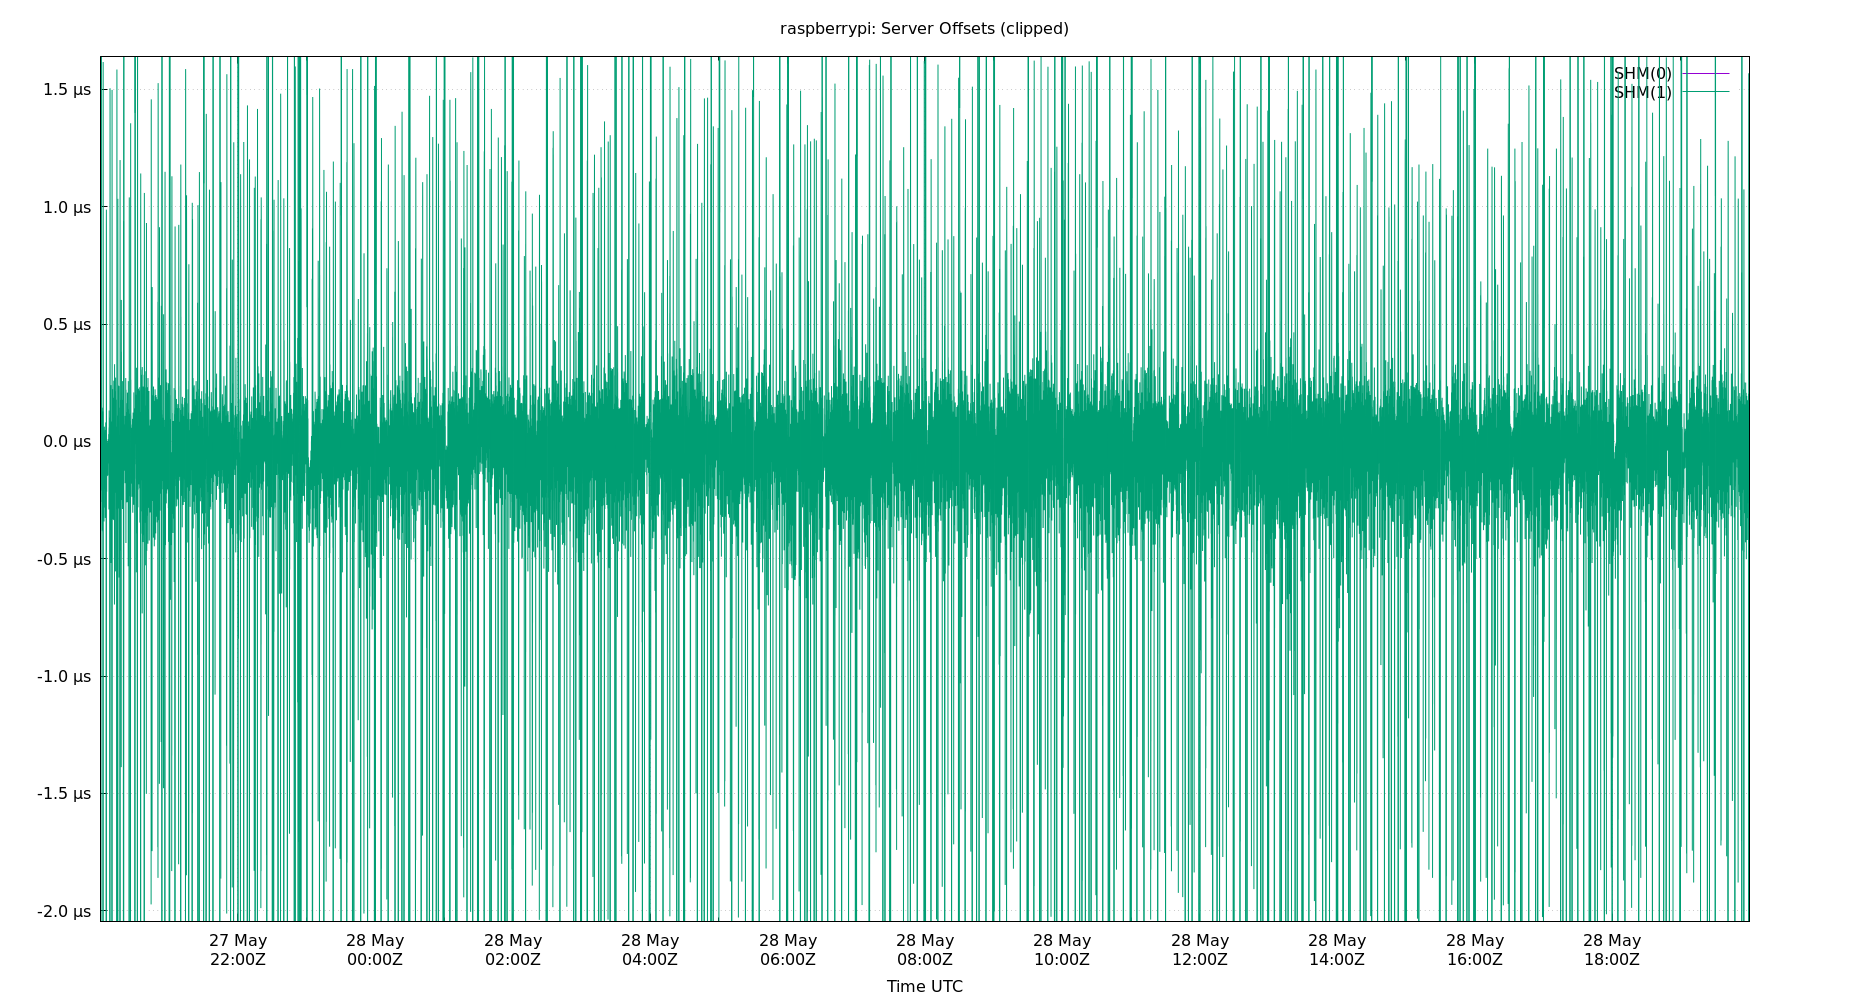 raspberrypi: Server Offsets (clipped)
SHM(0)
SHM(1)
1.5 µs
1.0 µs
0.5 µs
0.0 µs
-0.5 µs
-1.0 µs
-1.5 µs
-2.0 µs
27 May 28 May 28 May 28 May 28 May 28 May 28 May 28 May 28 May 28 May 28 May
22:00Z 00:00Z 02:00Z 04:00Z 06:00Z 08:00Z 10:00Z 12:00Z 14:00Z 16:00Z 18:00Z
Time UTC